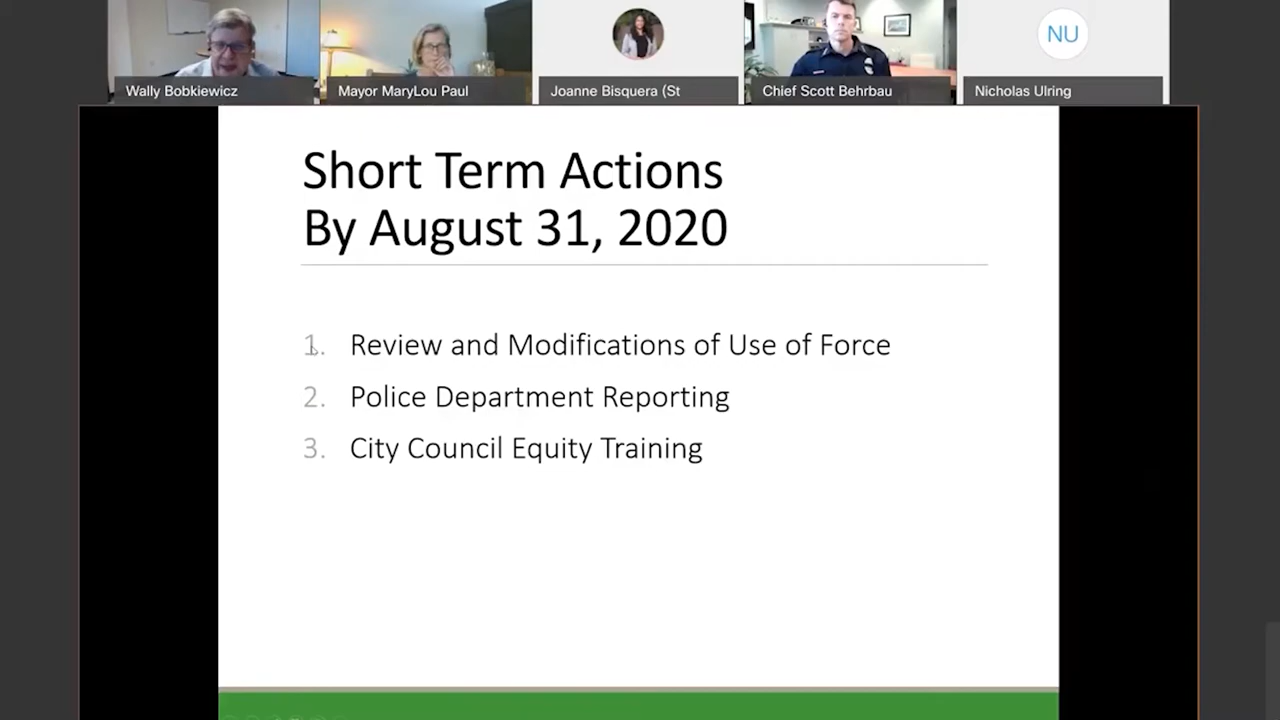 Wally Bobkiewicz
Mayor MaryLou Paul
Joanne Bisquera (St
Chief Scott Behrbau
NU
Nicholas Ulring
Short Term Actions
By August 31, 2020
1. Review and Modifications of Use of Force
2. Police Department Reporting
3. City Council Equity Training